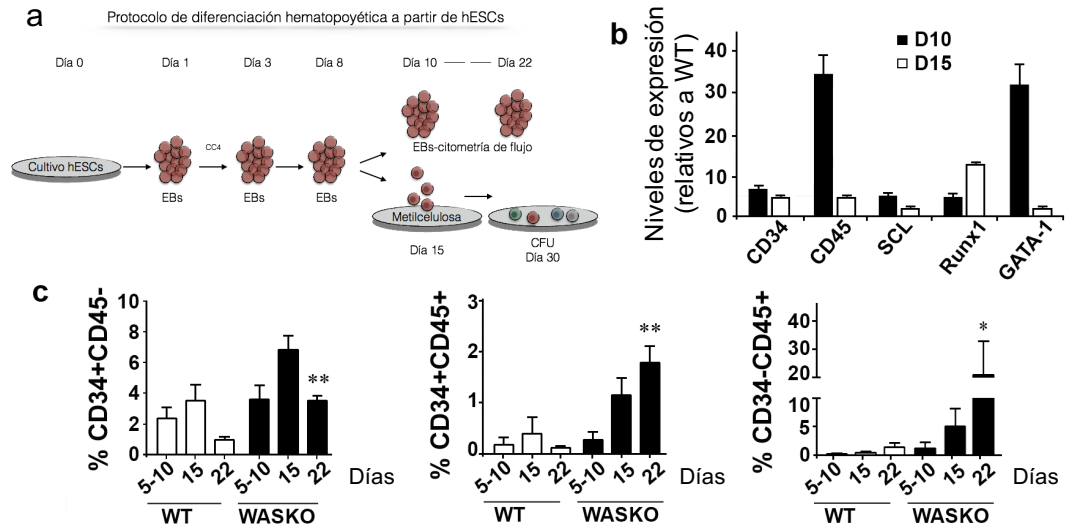 a
Protocolo de diferenciación hematopoyética a partir de hESCs
Día 0 Día 1 Día 3 Día 8 Día 10 Día 22
CC4
Cultivo hESCs
EBs EBs EBs
EBs-citometría de flujo
Metilcelulosa
Día 15
CFU
Día 30
b
Niveles de expresión
(relativos a WT)
40
30
20
10
0
D10
D15
CD34 CD45 SCL Runx1 GATA-1
c
% CD34+CD45-
10
8
6
4
2
0
**
5-10 15 22 5-10 15 22 Días
WT WASKO
% CD34+CD45+
3
2
1
0
**
5-10 15 22 5-10 15 22 Días
WT WASKO
% CD34-CD45+
40
30
20
10
5
0
*
5-10 15 22 5-10 15 22 Días
WT WASKO